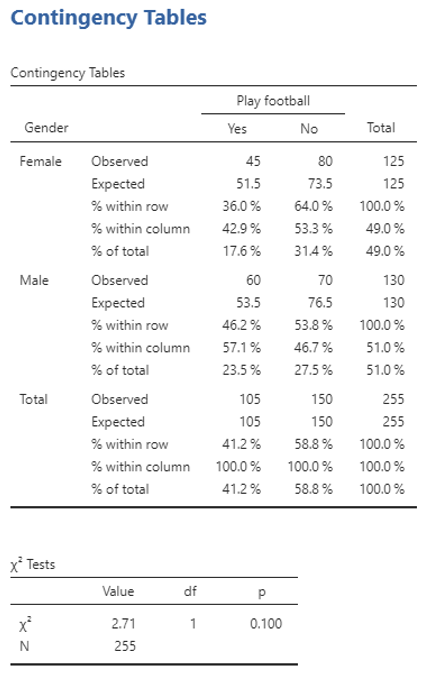 Contingency Tables
Contingency Tables
Play football
Gender Yes No Total
Female Observed 45 80 125
Expected 51.5 73.5 125
% within row 36.0 % 64.0 % 100.0 %
% within column 42.9 % 53.3 % 49.0 %
% of total 17.6 % 31.4 % 49.0 %
Male Observed 60 70 130
Expected 53.5 76.5 130
% within row 46.2 % 53.8 % 100.0 %
% within column 57.1 % 46.7 % 51.0 %
% of total 23.5 % 27.5 % 51.0 %
Total Observed 105 150 255
Expected 105 150 255
% within row 41.2 % 58.8 % 100.0 %
% within column 100.0 % 100.0 % 100.0 %
% of total 41.2 % 58.8 % 100.0 %
χ² Tests
Value df p
χ² 2.71 1 0.100
N 255